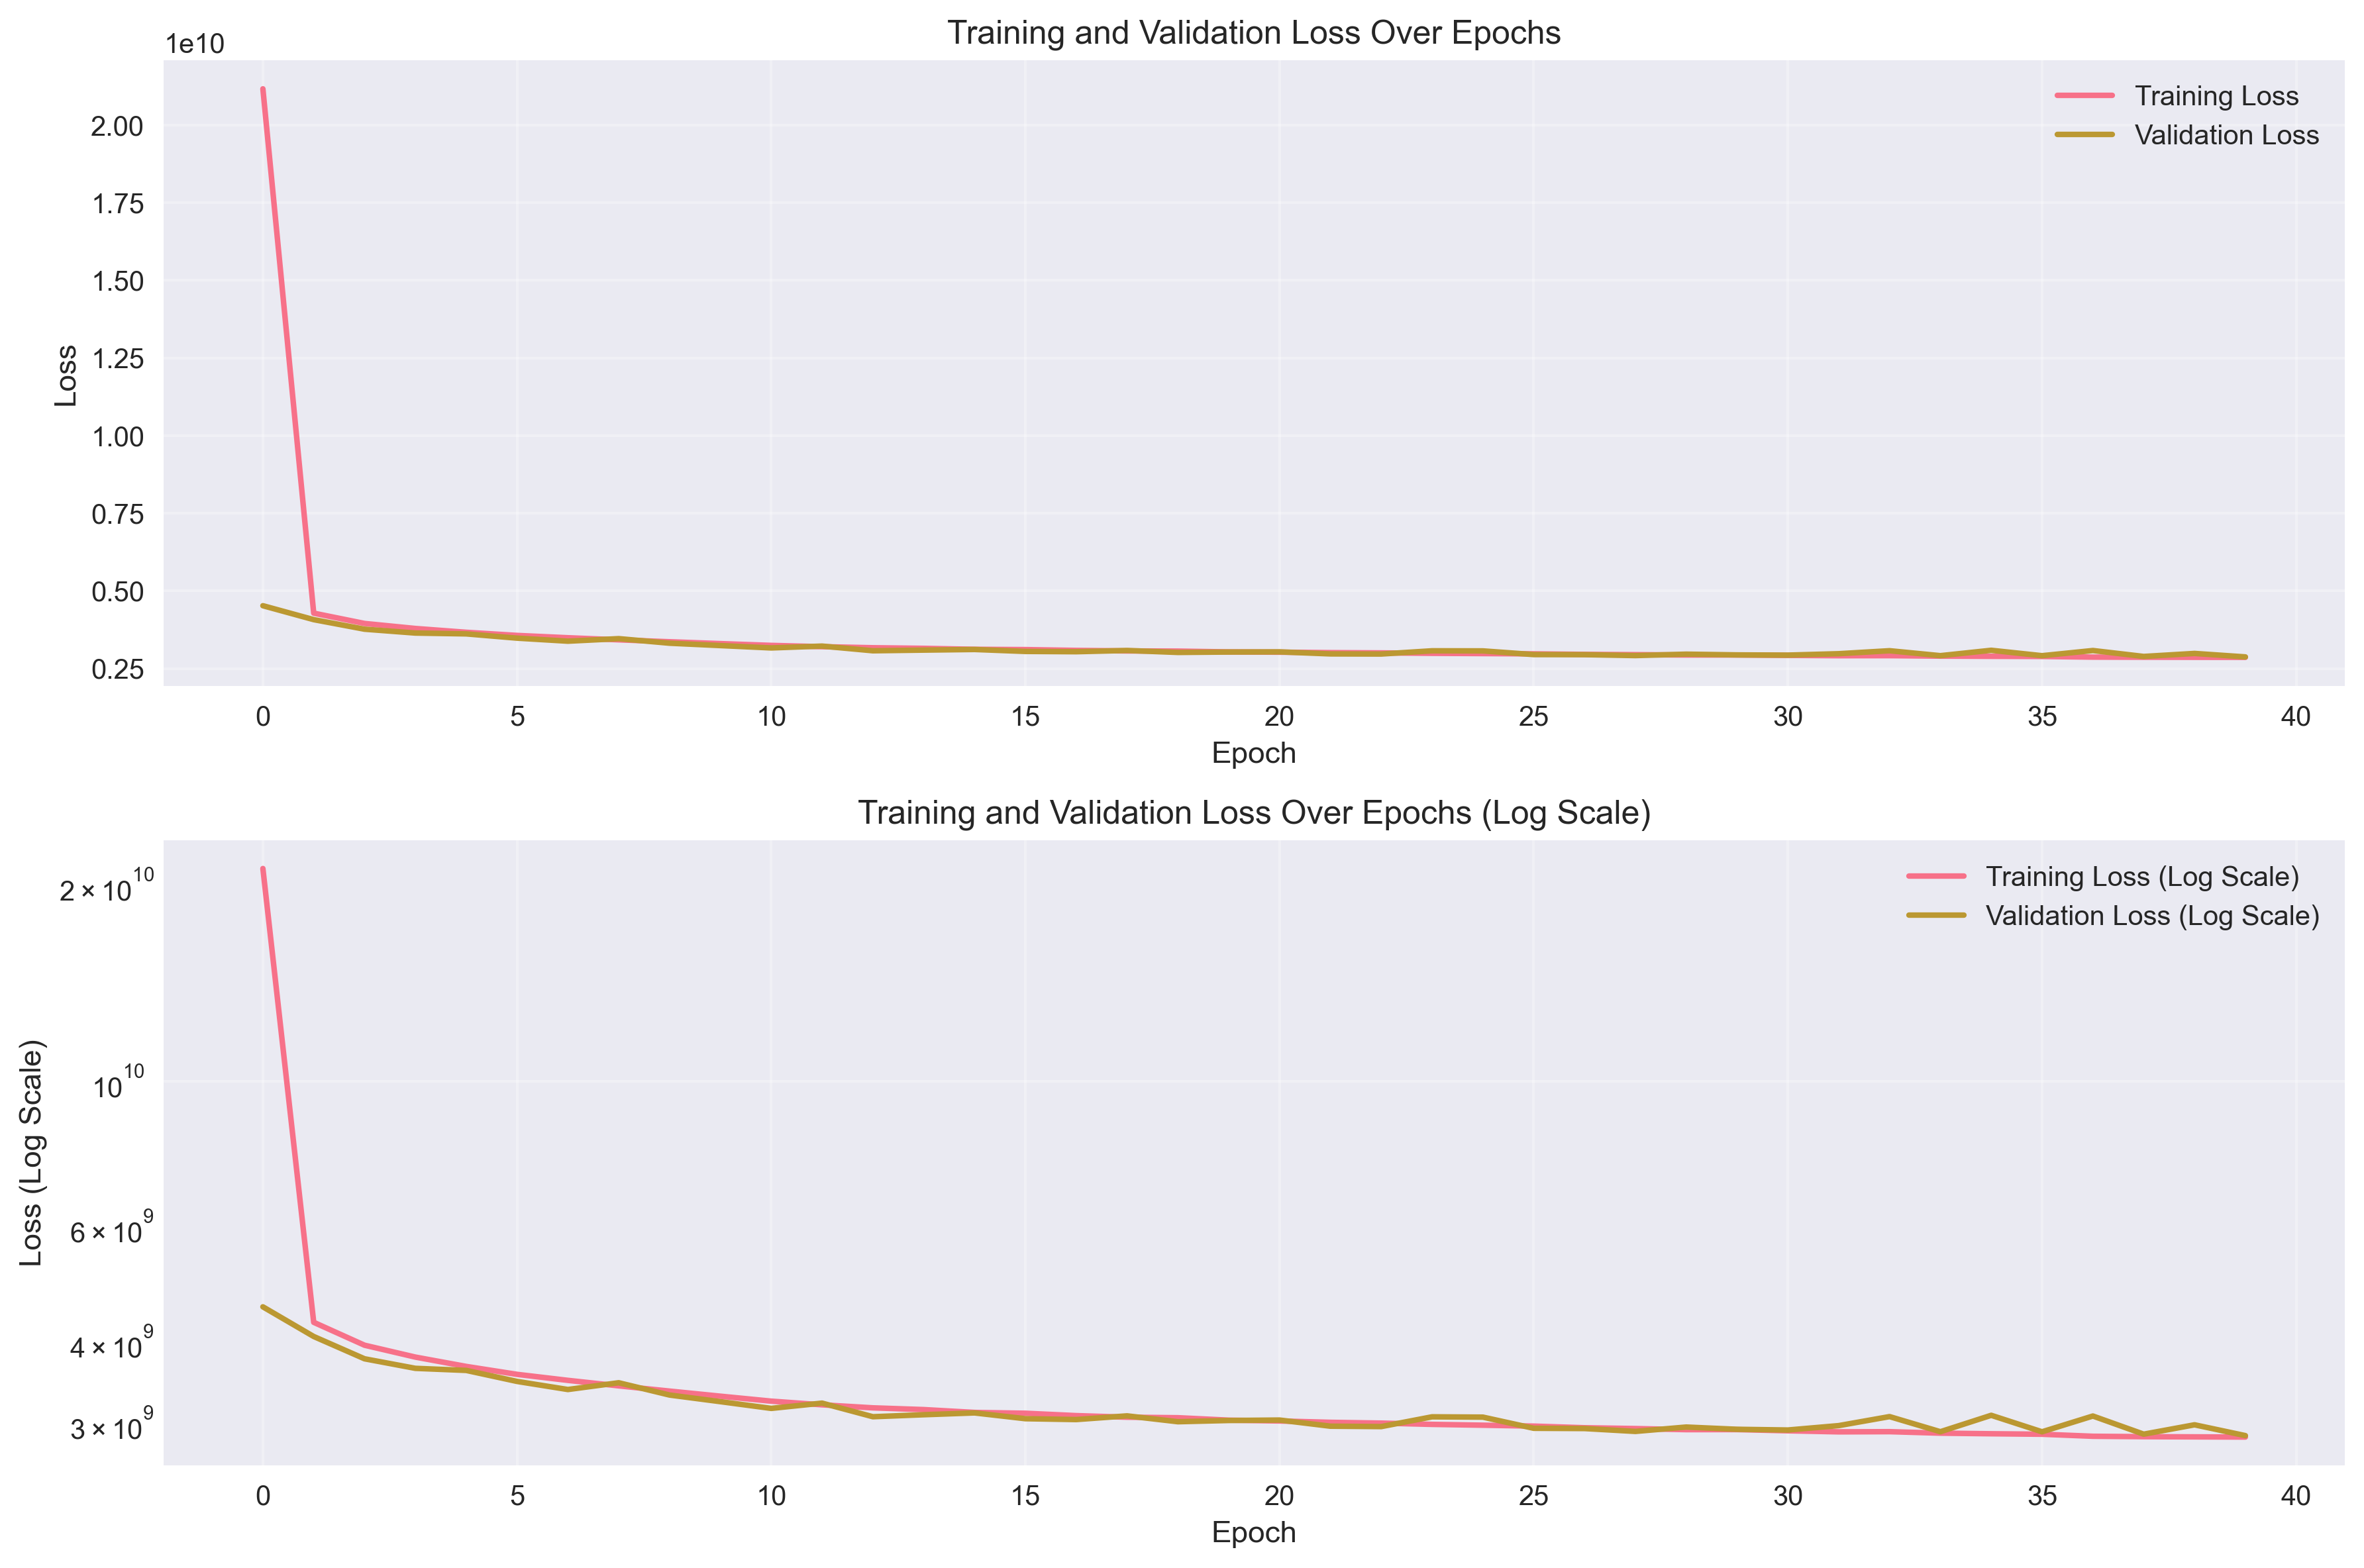 Training and Validation Loss Over Epochs
1e10
Training Loss
Validation Loss
2.00
1.75
1.50
1.25
1.00
0.75
0.50
0.25
Loss
0 5 10 15 20 25 30 35 40
Epoch
Training and Validation Loss Over Epochs (Log Scale)
Training Loss (Log Scale)
Validation Loss (Log Scale)
2 × 10¹⁰
10¹⁰
6 × 10⁹
4 × 10⁹
3 × 10⁹
Loss (Log Scale)
0 5 10 15 20 25 30 35 40
Epoch